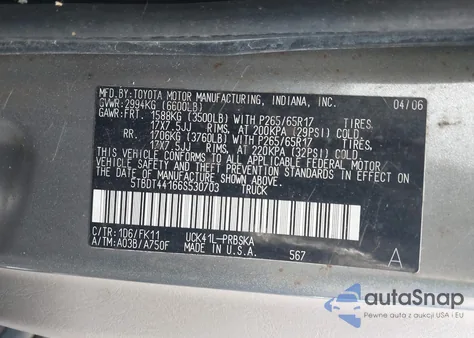 MFD.BY:TOYOTA MOTOR MANUFACTURING, INDIANA, INC. 04/06
GVWR:2994KG (6600LB)
GAWR:FRT. 1588KG (3500LB) WITH P265/65R17 TIRES.
17X7.5JJ RIMS, AT 200KPA (29PSI) COLD.
RR. 1706KG (3760LB) WITH P265/65R17 TIRES.
17X7.5JJ RIMS, AT 220KPA (32PSI) COLD.
THIS VEHICLE CONFORMS TO ALL APPLICABLE FEDERAL MOTOR
VEHICLE SAFETY AND THEFT PREVENTION STANDARDS IN EFFECT ON
THE DATE OF MANUFACTURE SHOWN ABOVE.
5TBDT44166S530703 TRUCK
C/TR:1D6/FK11 UCK41L-PRBSKA
A/TM:A03B/A750F MADE IN U.S.A. 567 A
autoSnap
Pewne auta z aukcji USA i EU